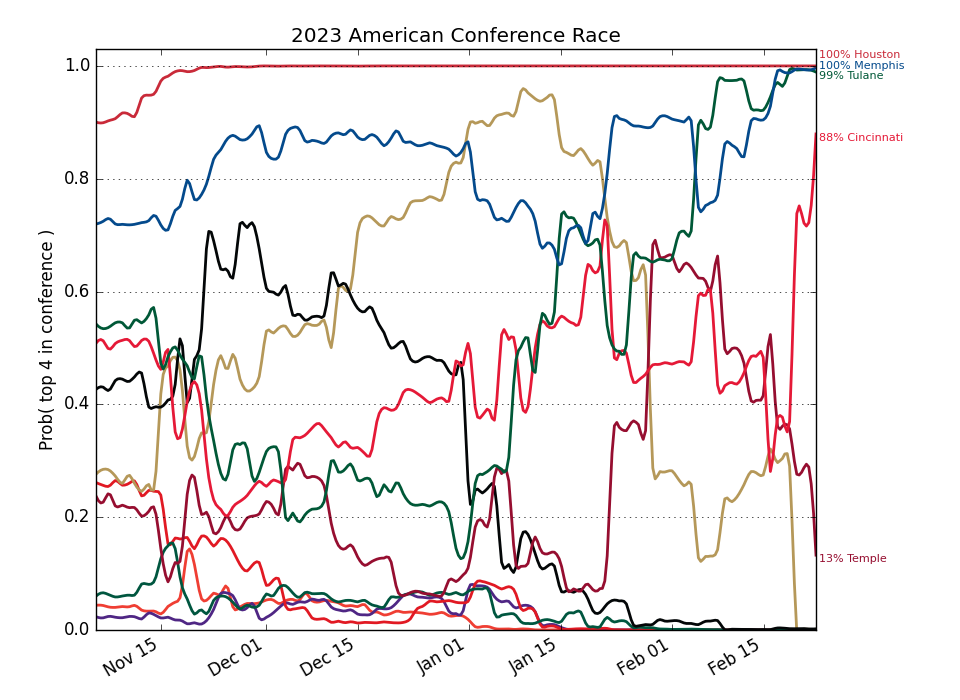 2023 American Conference Race
Prob( top 4 in conference )
1.0
0.8
0.6
0.4
0.2
0.0
Nov 15
Dec 01
Dec 15
Jan 01
Jan 15
Feb 01
Feb 15
100% Houston
100% Memphis
99% Tulane
88% Cincinnati
13% Temple